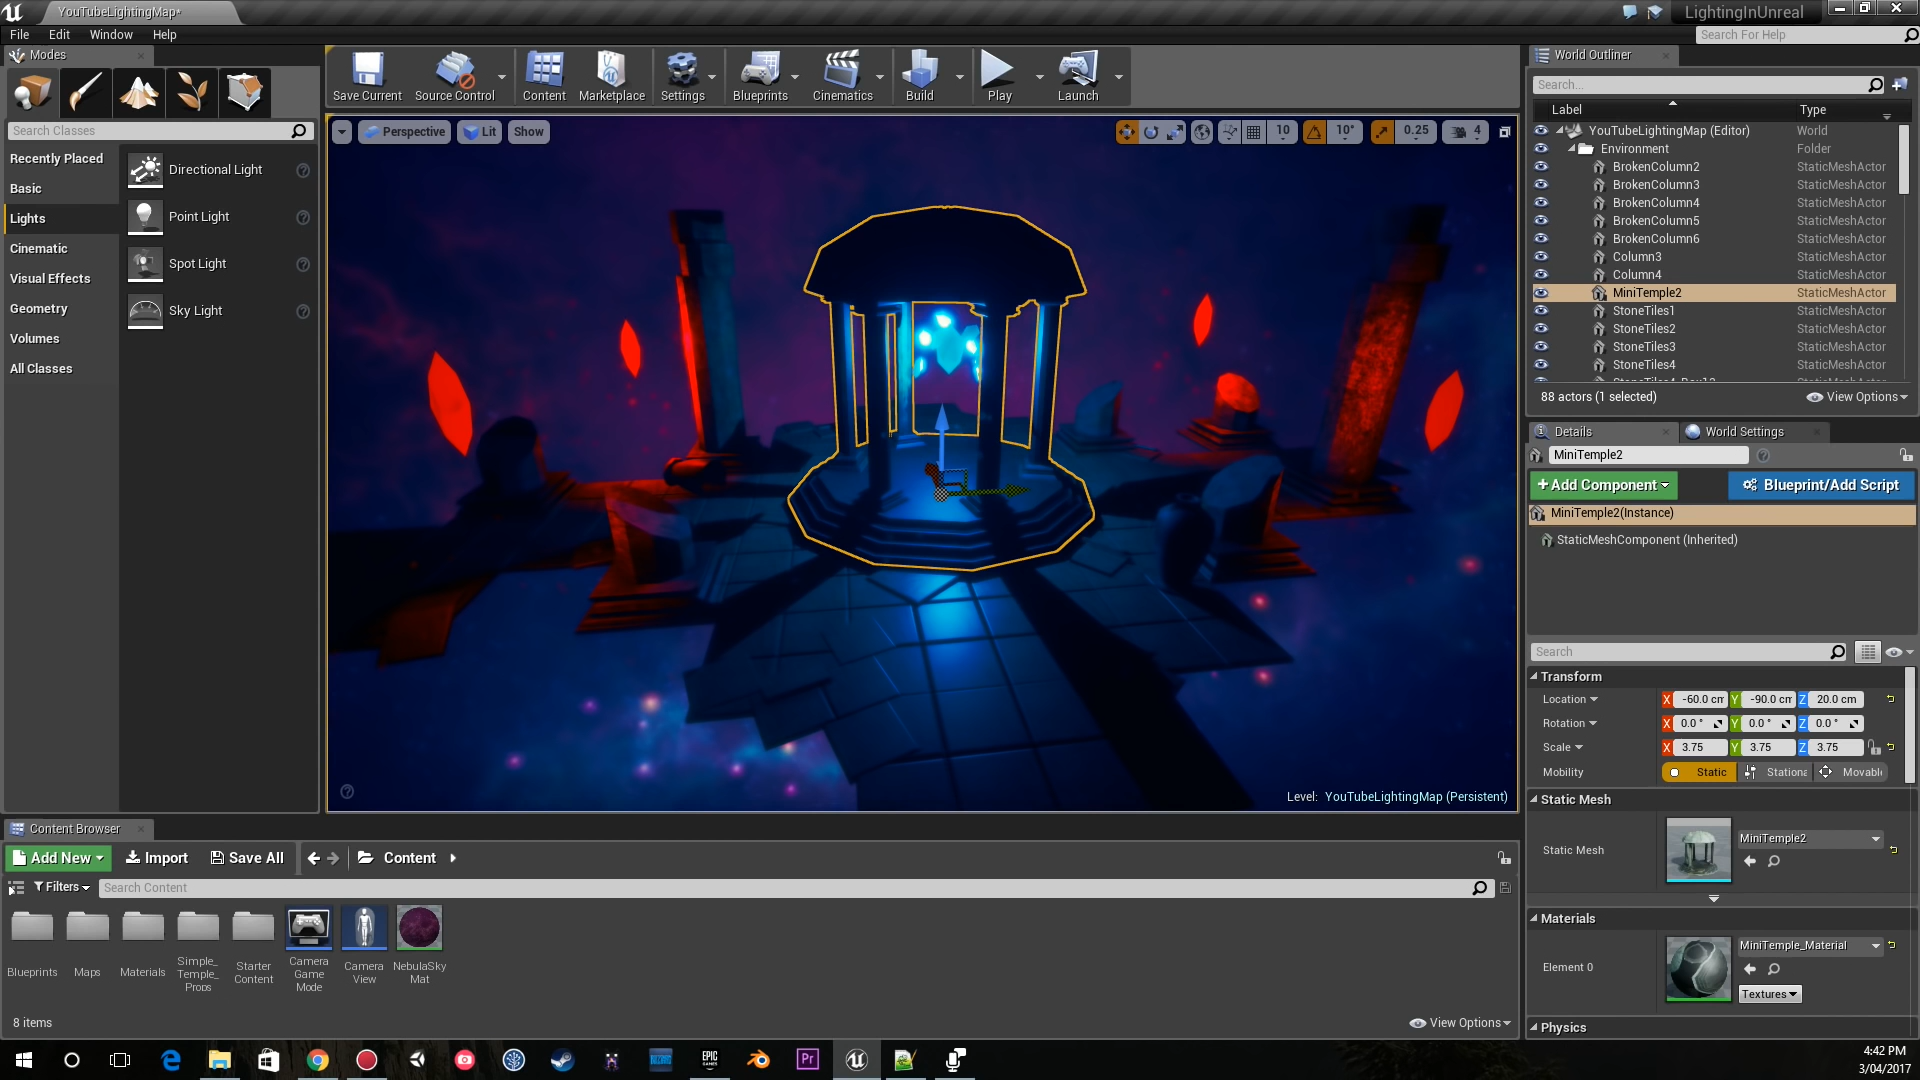 YouTubeLightingMap*
LightingInUnreal
File Edit Window Help
Search For Help
Modes
Search Classes
Recently Placed
Basic
Lights
Cinematic
Visual Effects
Geometry
Volumes
All Classes
Directional Light
Point Light
Spot Light
Sky Light
Save Current
Source Control
Content
Marketplace
Settings
Blueprints
Cinematics
Build
Play
Launch
Perspective
Lit
Show
10
10°
0.25
4
Level: YouTubeLightingMap (Persistent)
World Outliner
Search...
Label Type
YouTubeLightingMap (Editor) World
Environment Folder
BrokenColumn2 StaticMeshActor
BrokenColumn3 StaticMeshActor
BrokenColumn4 StaticMeshActor
BrokenColumn5 StaticMeshActor
BrokenColumn6 StaticMeshActor
Column3 StaticMeshActor
Column4 StaticMeshActor
MiniTemple2 StaticMeshActor
StoneTiles1 StaticMeshActor
StoneTiles2 StaticMeshActor
StoneTiles3 StaticMeshActor
StoneTiles4 StaticMeshActor
88 actors (1 selected)
View Options
Details
World Settings
MiniTemple2
+ Add Component
Blueprint/Add Script
MiniTemple2(Instance)
StaticMeshComponent (Inherited)
Search
Transform
Location X -60.0 cm Y -90.0 cm Z 20.0 cm
Rotation X 0.0 ° Y 0.0 ° Z 0.0 °
Scale X 3.75 Y 3.75 Z 3.75
Mobility Static Stationa Movabl
Static Mesh
Static Mesh
MiniTemple2
Materials
Element 0
MiniTemple_Material
Textures
Physics
Content Browser
Add New
Import
Save All
Content
Filters
Search Content
Blueprints
Maps
Materials
Simple_
Temple_
Props
Starter
Content
Camera
Game
Mode
Camera
View
NebulaSky
Mat
8 items
View Options
EPIC
GAMES
Pr
4:42 PM
3/04/2017